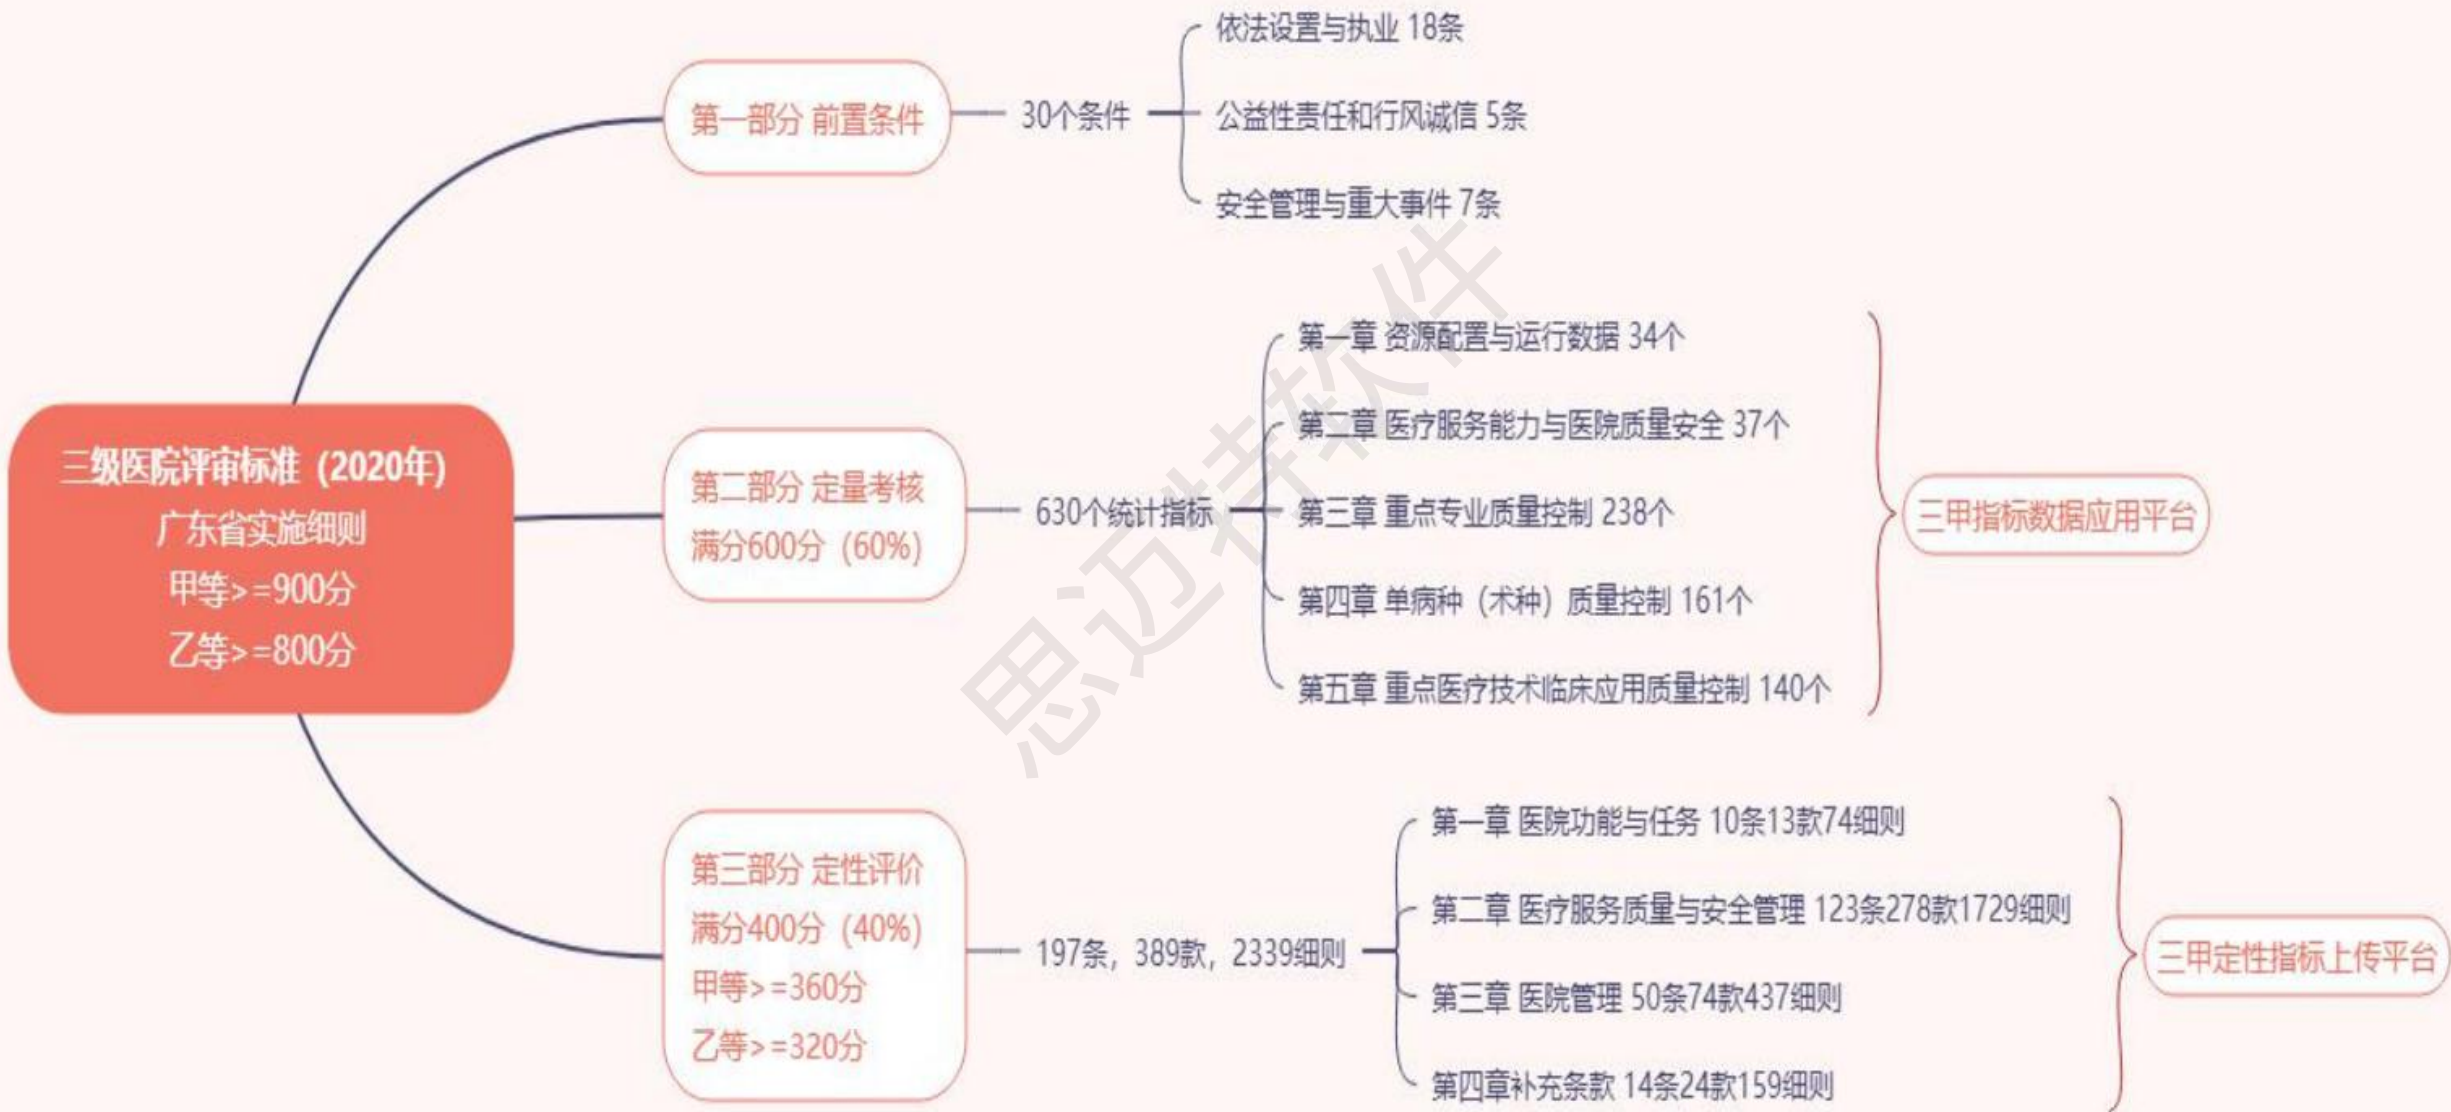 三级医院评审标准 (2020年)
广东省实施细则
甲等>=900分
乙等>=800分
第一部分 前置条件
30个条件
依法设置与执业 18条
公益性责任和行风诚信 5条
安全管理与重大事件 7条
第二部分 定量考核
满分600分 (60%)
630个统计指标
第一章 资源配置与运行数据 34个
第二章 医疗服务能力与医院质量安全 37个
第三章 重点专业质量控制 238个
第四章 单病种（术种）质量控制 161个
第五章 重点医疗技术临床应用质量控制 140个
三甲指标数据应用平台
第三部分 定性评价
满分400分 (40%)
甲等>=360分
乙等>=320分
197条，389款，2339细则
第一章 医院功能与任务 10条13款74细则
第二章 医疗服务质量与安全管理 123条278款1729细则
第三章 医院管理 50条74款437细则
第四章补充条款 14条24款159细则
三甲定性指标上传平台
思迈特软件